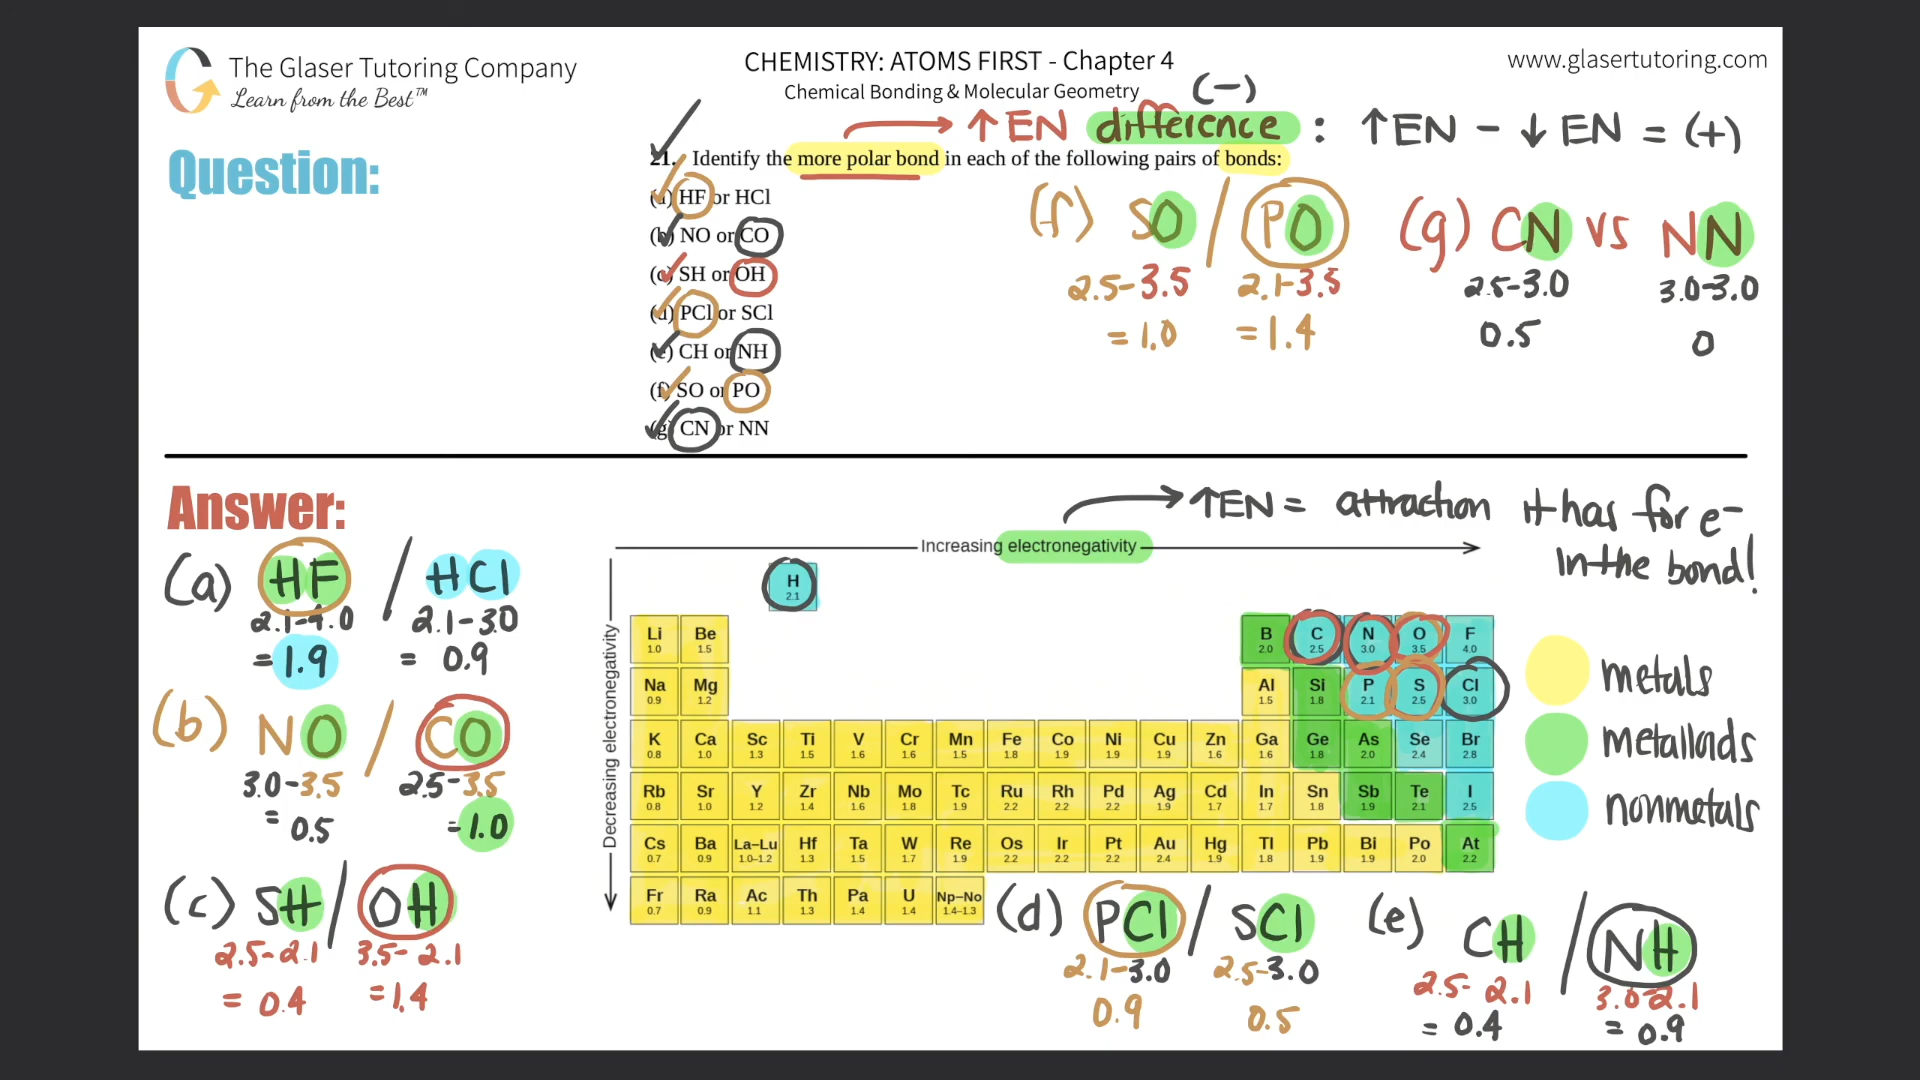 The Glaser Tutoring Company
Learn from the Best™
CHEMISTRY: ATOMS FIRST - Chapter 4
Chemical Bonding & Molecular Geometry
www.glasertutoring.com
(−)
↑EN difference : ↑EN − ↓EN = (+)
Question:
21. Identify the more polar bond in each of the following pairs of bonds:
(a) HF or HCl
(b) NO or CO
(c) SH or OH
(d) PCl or SCl
(e) CH or NH
(f) SO or PO
(g) CN or NN
(f) SO / PO
2.5-3.5 2.1-3.5
= 1.0 = 1.4
(g) CN vs NN
2.5-3.0 3.0-3.0
0.5 0
Answer:
↑EN = attraction it has for e−
in the bond!
(a) HF / HCl
2.1-4.0 2.1-3.0
= 1.9 = 0.9
(b) NO / CO
3.0-3.5 2.5-3.5
= 0.5 = 1.0
(c) SH / OH
2.5-2.1 3.5-2.1
= 0.4 = 1.4
Increasing electronegativity
Decreasing electronegativity
H
2.1
Li Be B C N O F
1.0 1.5 2.0 2.5 3.0 3.5 4.0
Na Mg Al Si P S Cl
0.9 1.2 1.5 1.8 2.1 2.5 3.0
K Ca Sc Ti V Cr Mn Fe Co Ni Cu Zn Ga Ge As Se Br
0.8 1.0 1.3 1.5 1.6 1.6 1.5 1.8 1.9 1.9 1.9 1.6 1.6 1.8 2.0 2.4 2.8
Rb Sr Y Zr Nb Mo Tc Ru Rh Pd Ag Cd In Sn Sb Te I
0.8 1.0 1.2 1.4 1.6 1.8 1.9 2.2 2.2 2.2 1.9 1.7 1.7 1.8 1.9 2.1 2.5
Cs Ba La–Lu Hf Ta W Re Os Ir Pt Au Hg Tl Pb Bi Po At
0.7 0.9 1.0–1.2 1.3 1.5 1.7 1.9 2.2 2.2 2.2 2.4 1.9 1.8 1.9 1.9 2.0 2.2
Fr Ra Ac Th Pa U Np–No
0.7 0.9 1.1 1.3 1.4 1.4 1.4–1.3
metals
metalloids
nonmetals
(d) PCl / SCl
2.1-3.0 2.5-3.0
0.9 0.5
(e) CH / NH
2.5-2.1 3.0-2.1
= 0.4 = 0.9